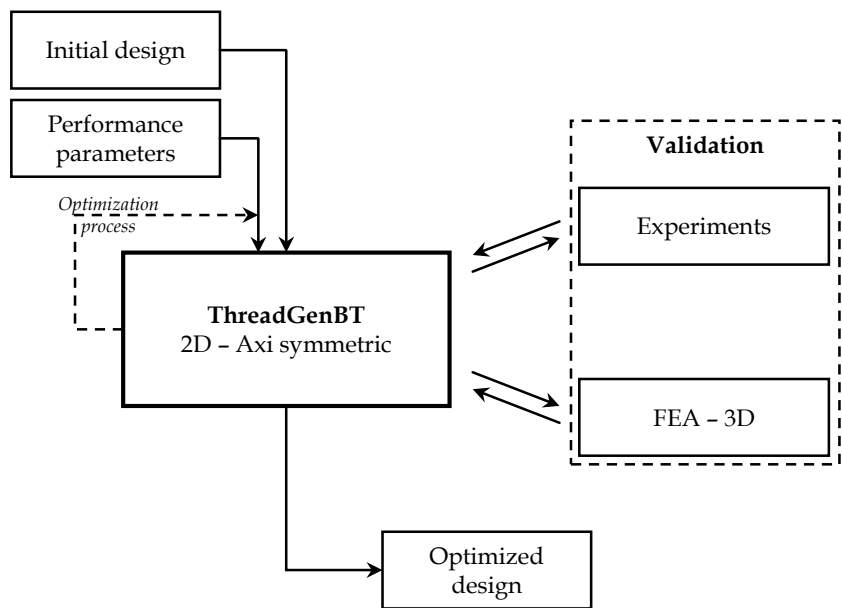 Initial design
Performance
parameters
Optimization
process
Validation
Experiments
ThreadGenBT
2D – Axi symmetric
FEA – 3D
Optimized
design